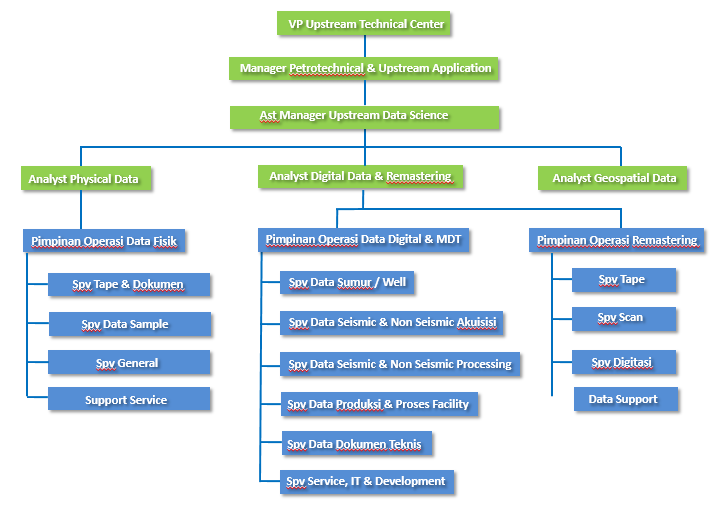 VP Upstream Technical Center
Manager Petrotechnical & Upstream Application
Ast Manager Upstream Data Science
Analyst Physical Data
Analyst Digital Data & Remastering
Analyst Geospatial Data
Pimpinan Operasi Data Fisik
Spv Tape & Dokumen
Spv Data Sample
Spv General
Support Service
Pimpinan Operasi Data Digital & MDT
Spv Data Sumur / Well
Spv Data Seismic & Non Seismic Akuisisi
Spv Data Seismic & Non Seismic Processing
Spv Data Produksi & Proses Facility
Spv Data Dokumen Teknis
Spv Service, IT & Development
Pimpinan Operasi Remastering
Spv Tape
Spv Scan
Spv Digitasi
Data Support